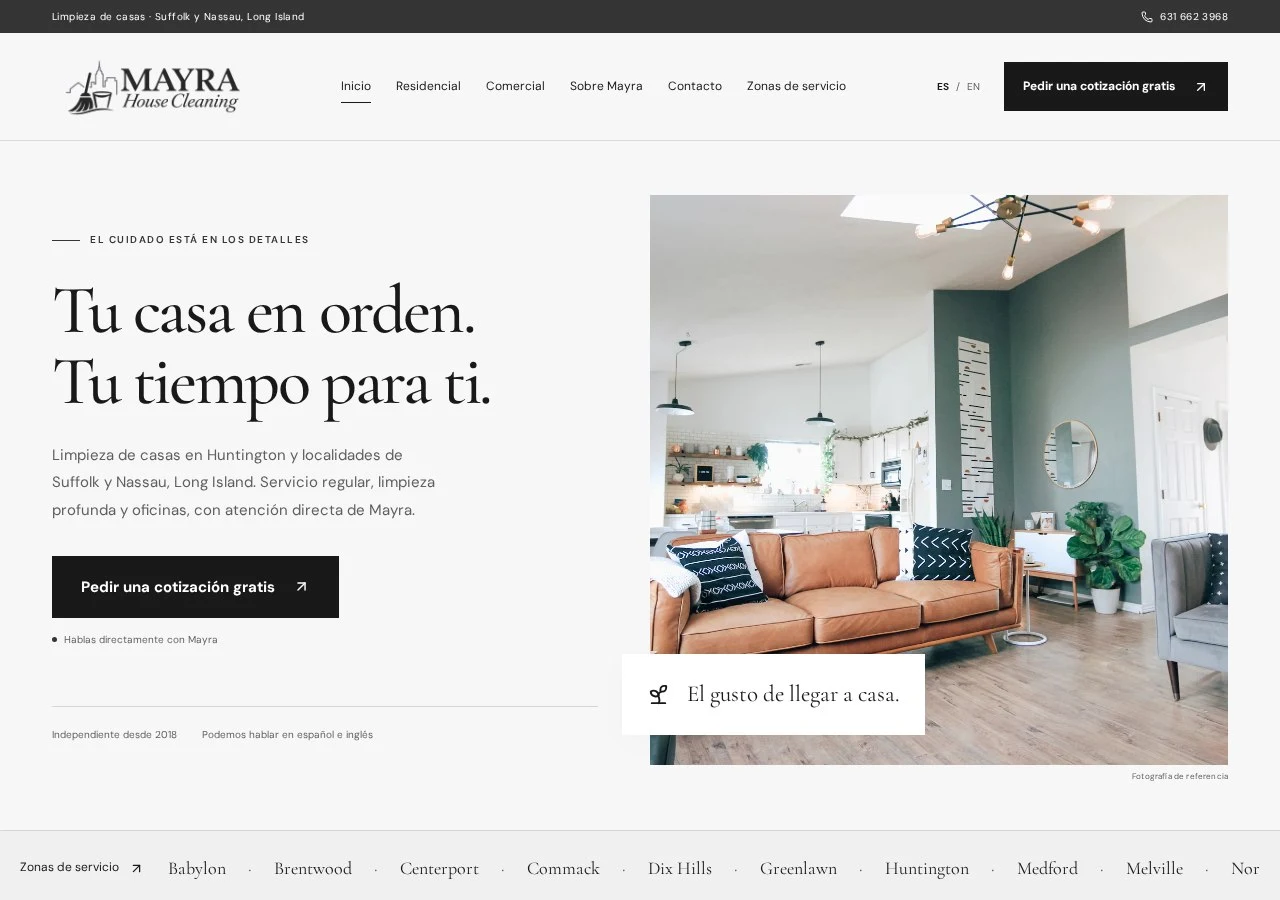 Limpieza de casas · Suffolk y Nassau, Long Island
631 662 3968
MAYRA
House Cleaning
Inicio
Residencial
Comercial
Sobre Mayra
Contacto
Zonas de servicio
ES / EN
Pedir una cotización gratis
EL CUIDADO ESTÁ EN LOS DETALLES
Tu casa en orden.
Tu tiempo para ti.
Limpieza de casas en Huntington y localidades de
Suffolk y Nassau, Long Island. Servicio regular, limpieza
profunda y oficinas, con atención directa de Mayra.
Pedir una cotización gratis
Hablas directamente con Mayra
Independiente desde 2018
Podemos hablar en español e inglés
El gusto de llegar a casa.
Fotografía de referencia
Zonas de servicio
Babylon · Brentwood · Centerport · Commack · Dix Hills · Greenlawn · Huntington · Medford · Melville · Nor